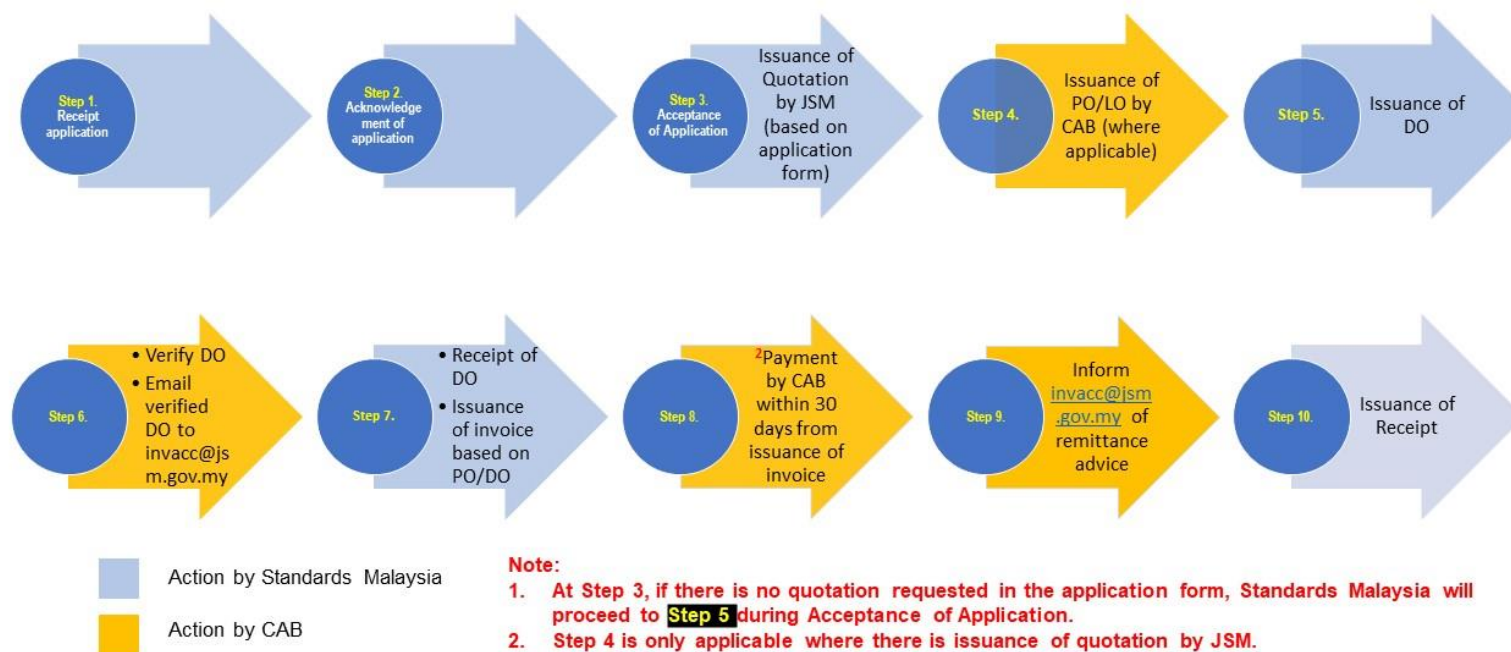 Step 1.
Receipt
application
Step 2.
Acknowledge
ment of
application
Step 3.
Acceptance
of Application
Issuance of
Quotation
by JSM
(based on
application
form)
Step 4.
Issuance of
PO/LO by
CAB (where
applicable)
Step 5.
Issuance of
DO
Step 6.
• Verify DO
• Email
verified
DO to
invacc@js
m.gov.my
Step 7.
• Receipt of
DO
• Issuance
of invoice
based on
PO/DO
Step 8.
2Payment
by CAB
within 30
days from
issuance of
invoice
Step 9.
Inform
invacc@jsm
.gov.my of
remittance
advice
Step 10.
Issuance of
Receipt
Action by Standards Malaysia
Action by CAB
Note:
1. At Step 3, if there is no quotation requested in the application form, Standards Malaysia will
proceed to Step 5 during Acceptance of Application.
2. Step 4 is only applicable where there is issuance of quotation by JSM.